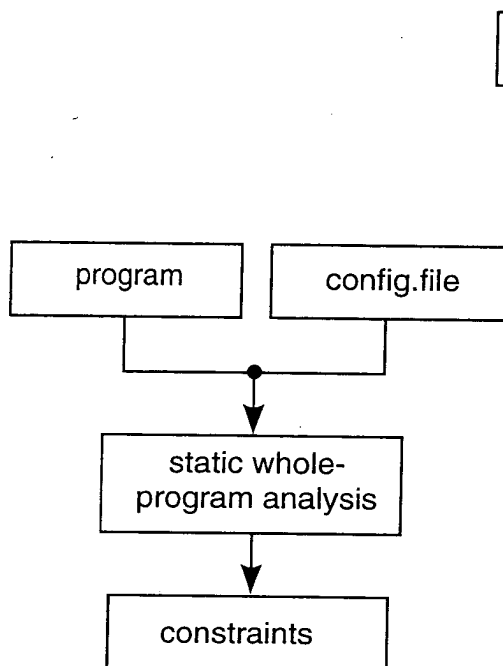 program
config.file
static whole-
program analysis
constraints